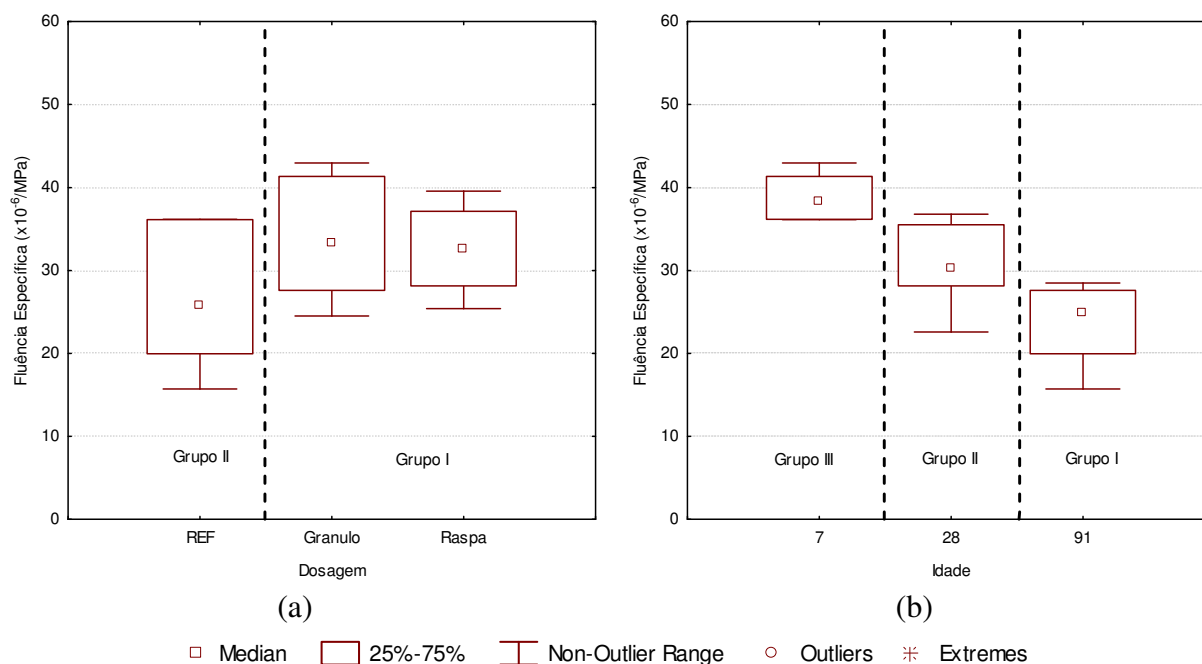 60
50
40
30
20
10
0
Fluência Específica (x10⁻⁶/MPa)
Grupo II
Grupo I
REF
Granulo
Raspa
Dosagem
(a)
60
50
40
30
20
10
0
Fluência Específica (x10⁻⁶/MPa)
Grupo III
Grupo II
Grupo I
7
28
91
Idade
(b)
Median
25%-75%
Non-Outlier Range
Outliers
Extremes